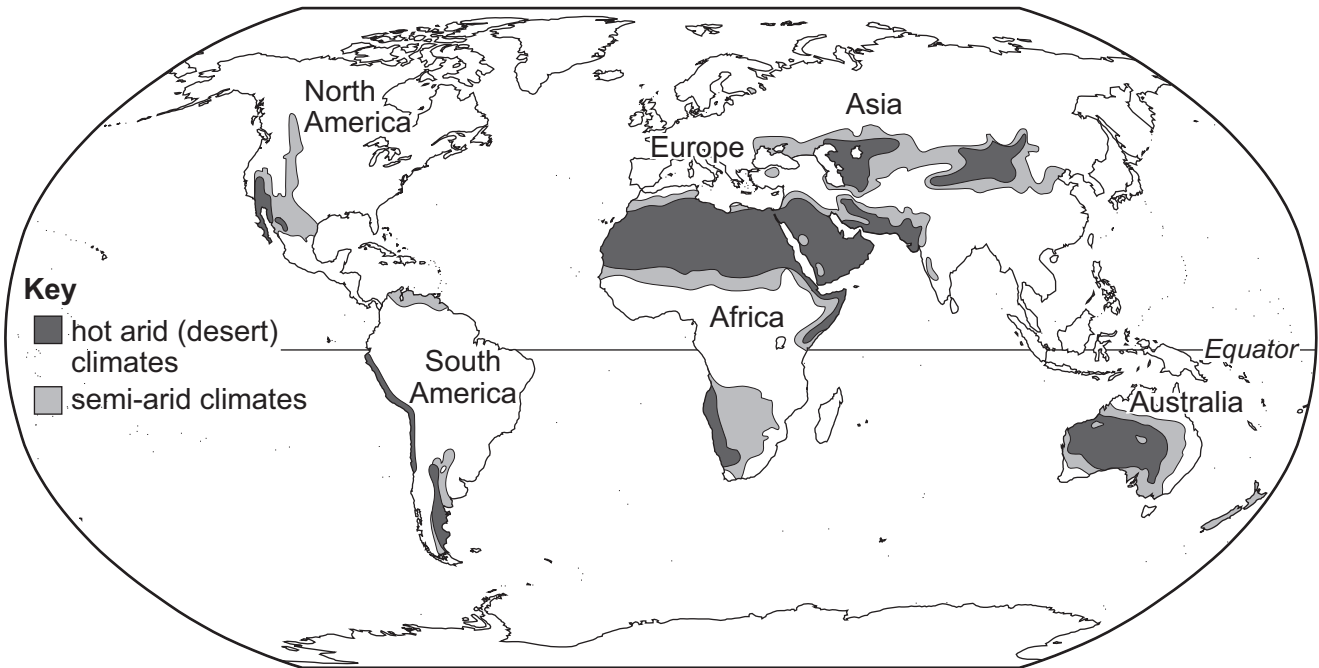 North
America
Asia
Europe
Key
hot arid (desert)
climates
semi-arid climates
Africa
South
America
Equator
Australia